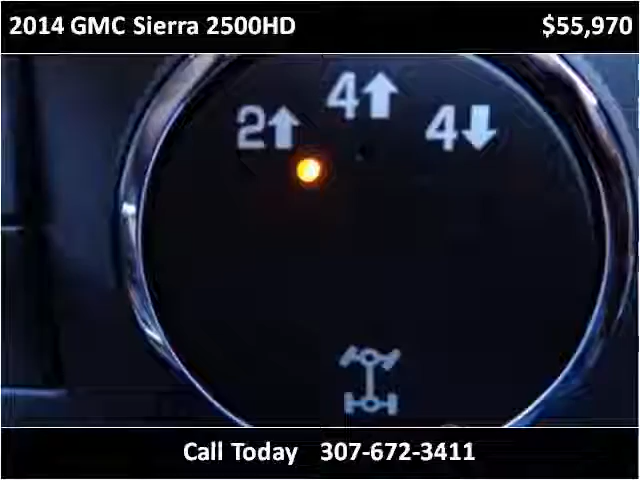 2014 GMC Sierra 2500HD $55,970
2↑ 4↑ 4↓
Call Today 307-672-3411